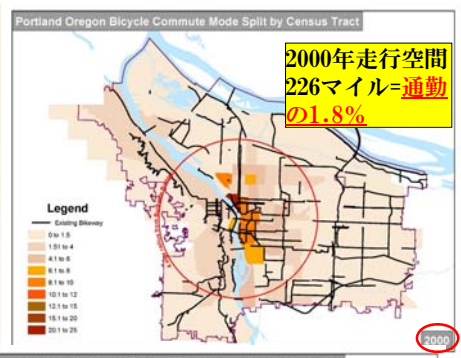 Portland Oregon Bicycle Commute Mode Split by Census Tract
2000年走行空間
226マイル=通勤
の1.8%
Legend
Existing Bikeway
0 to 1.5
1.51 to 4
4.1 to 6
6.1 to 8
8.1 to 10
10.1 to 12
12.1 to 15
15.1 to 20
20.1 to 25
2000